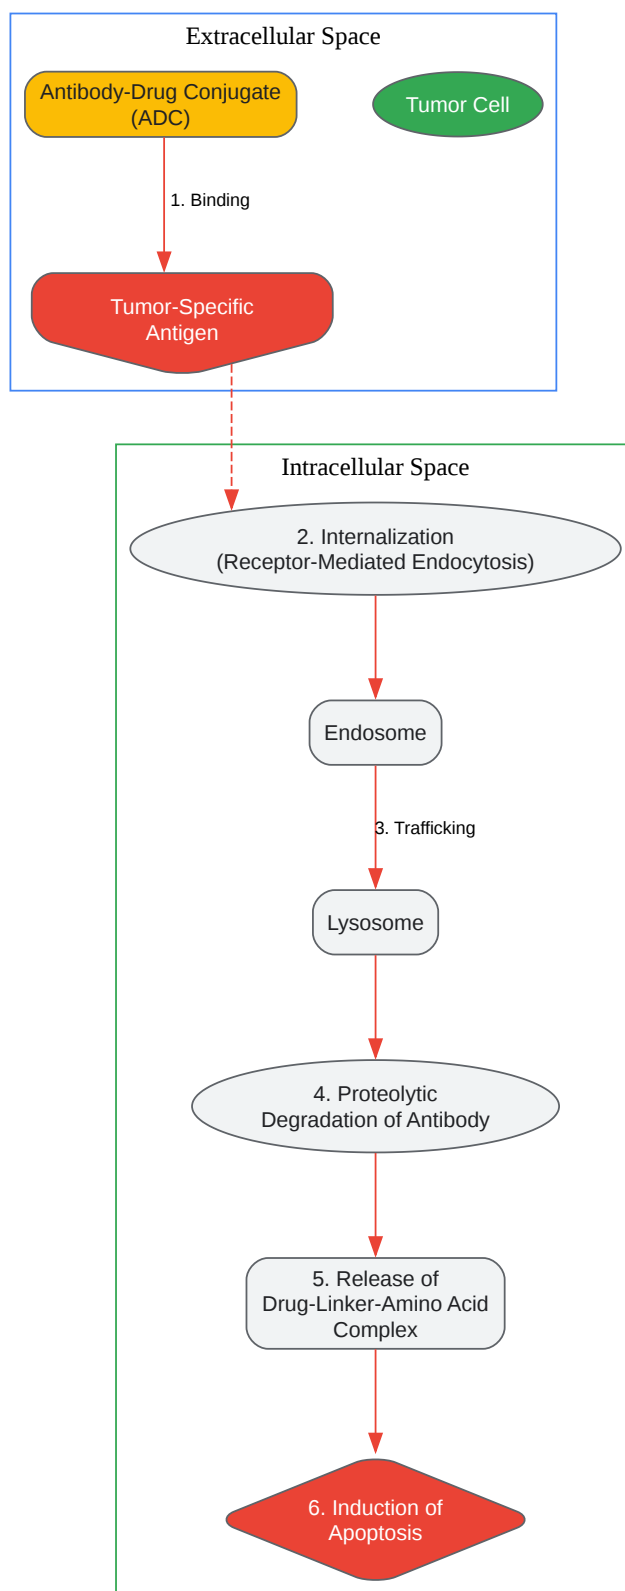 Extracellular Space
Antibody-Drug Conjugate
(ADC)
Tumor Cell
1. Binding
Tumor-Specific
Antigen
Intracellular Space
2. Internalization
(Receptor-Mediated Endocytosis)
Endosome
3. Trafficking
Lysosome
4. Proteolytic
Degradation of Antibody
5. Release of
Drug-Linker-Amino Acid
Complex
6. Induction of
Apoptosis